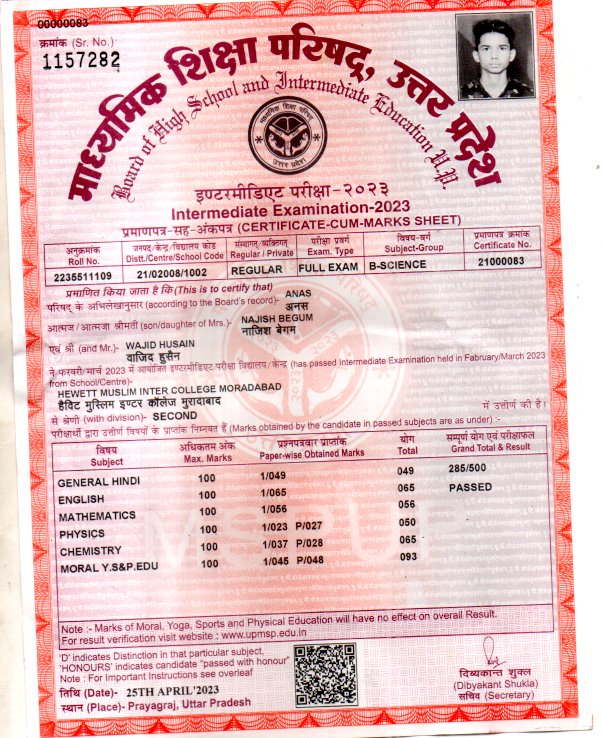 00000083
क्रमांक (Sr. No.)
1157282
माध्यमिक शिक्षा परिषद्, उत्तर प्रदेश
Board of High School and Intermediate Education U.P.
माध्यमिक शिक्षा परिषद
उत्तर प्रदेश
इण्टरमीडिएट परीक्षा-२०२३
Intermediate Examination-2023
प्रमाणपत्र-सह-अंकपत्र (CERTIFICATE-CUM-MARKS SHEET)
अनुक्रमांक जनपद/केन्द्र/विद्यालय कोड संस्थागत/व्यक्तिगत परीक्षा प्रवर्ग विषय-वर्ग प्रमाणपत्र क्रमांक
Roll No. Distt./Centre/School Code Regular / Private Exam. Type Subject-Group Certificate No.
2235511109 21/02008/1002 REGULAR FULL EXAM B-SCIENCE 21000083
प्रमाणित किया जाता है कि(This is to certify that)
परिषद के अभिलेखानुसार (according to the Board's record)- ANAS
अनस
आत्मज/आत्मजा श्रीमती (son/daughter of Mrs.)- NAJISH BEGUM
नाजिश बेगम
एवं श्री (and Mr.)- WAJID HUSAIN
वाजिद हुसैन
ने फरवरी/मार्च 2023 में आयोजित इण्टरमीडिएट परीक्षा विद्यालय/केन्द्र (has passed Intermediate Examination held in Fabruary/March 2023
from School/Centre)-
HEWETT MUSLIM INTER COLLEGE MORADABAD
हैविट मुस्लिम इण्टर कॉलेज मुरादाबाद
से श्रेणी (with division)- SECOND में उत्तीर्ण की है।
परीक्षार्थी द्वारा उत्तीर्ण विषयों के प्राप्तांक निम्नवत हैं (Marks obtained by the candidate in passed subjects are as under) :-
विषय अधिकतम अंक प्रश्नपत्रवार प्राप्तांक योग सम्पूर्ण योग एवं परीक्षाफल
Subject Max. Marks Paper-wise Obtained Marks Total Grand Total & Result
GENERAL HINDI 100 1/049 049 285/500
ENGLISH 100 1/065 065 PASSED
MATHEMATICS 100 1/056 056
PHYSICS 100 1/023 P/027 050
CHEMISTRY 100 1/037 P/028 065
MORAL Y.S&P.EDU 100 1/045 P/048 093
MSPUP
Note :- Marks of Moral, Yoga, Sports and Physical Education will have no effect on overall Result.
For result verification visit website : www.upmsp.edu.in
'D' indicates Distinction in that particular subject,
'HONOURS' indicates candidate "passed with honour"
Note : For Important Instructions see overleaf
तिथि (Date)- 25TH APRIL'2023
स्थान (Place)- Prayagraj, Uttar Pradesh
दिब्यकान्त शुक्ल
(Dibyakant Shukla)
सचिव (Secretary)